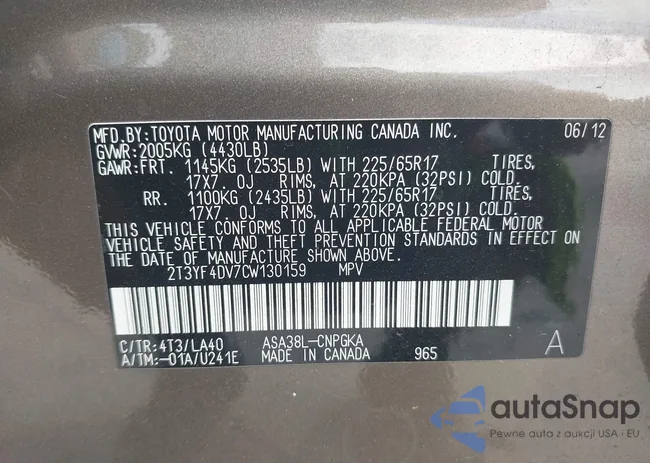 MFD.BY:TOYOTA MOTOR MANUFACTURING CANADA INC. 06/12
GVWR:2005KG (4430LB)
GAWR:FRT. 1145KG (2535LB) WITH 225/65R17 TIRES,
17X7.0J RIMS, AT 220KPA (32PSI) COLD.
RR. 1100KG (2435LB) WITH 225/65R17 TIRES,
17X7.0J RIMS, AT 220KPA (32PSI) COLD.
THIS VEHICLE CONFORMS TO ALL APPLICABLE FEDERAL MOTOR
VEHICLE SAFETY AND THEFT PREVENTION STANDARDS IN EFFECT ON
THE DATE OF MANUFACTURE SHOWN ABOVE.
2T3YF4DV7CW130159 MPV
C/TR:4T3/LA40 ASA38L-CNPGKA
A/TM:-01A/U241E MADE IN CANADA 965 A
autaSnap
Pewne auta z aukcji USA • EU